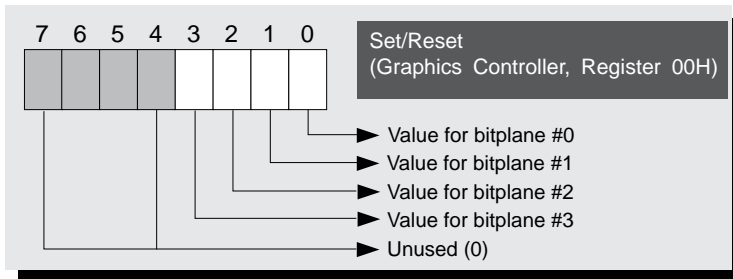 7 6 5 4 3 2 1 0
Set/Reset
(Graphics Controller, Register 00H)
Value for bitplane #0
Value for bitplane #1
Value for bitplane #2
Value for bitplane #3
Unused (0)